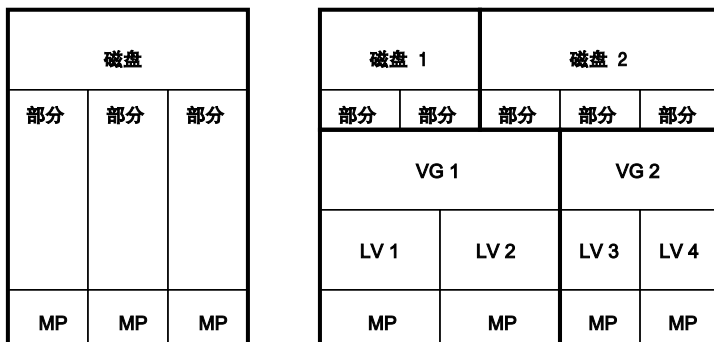 磁盘
部分 部分 部分
MP MP MP
磁盘 1 磁盘 2
部分 部分 部分 部分 部分
VG 1 VG 2
LV 1 LV 2 LV 3 LV 4
MP MP MP MP